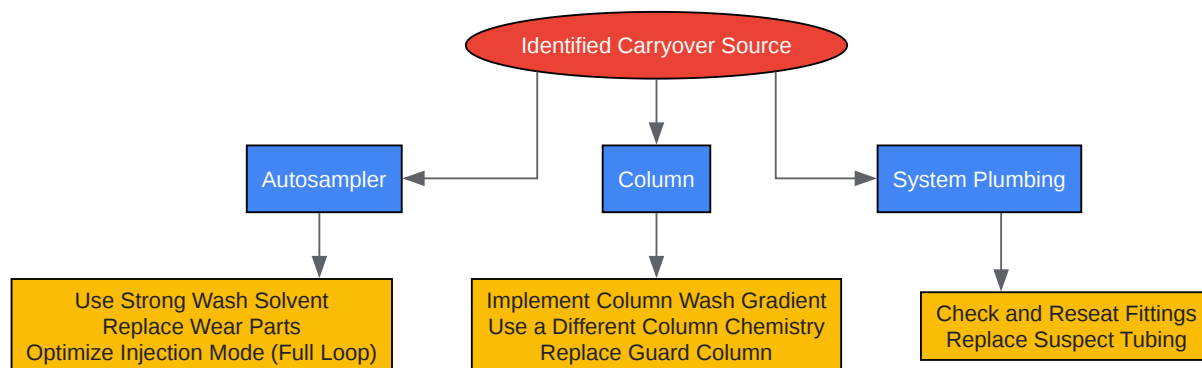 Identified Carryover Source
Autosampler
Column
System Plumbing
Use Strong Wash Solvent
Replace Wear Parts
Optimize Injection Mode (Full Loop)
Implement Column Wash Gradient
Use a Different Column Chemistry
Replace Guard Column
Check and Reseat Fittings
Replace Suspect Tubing